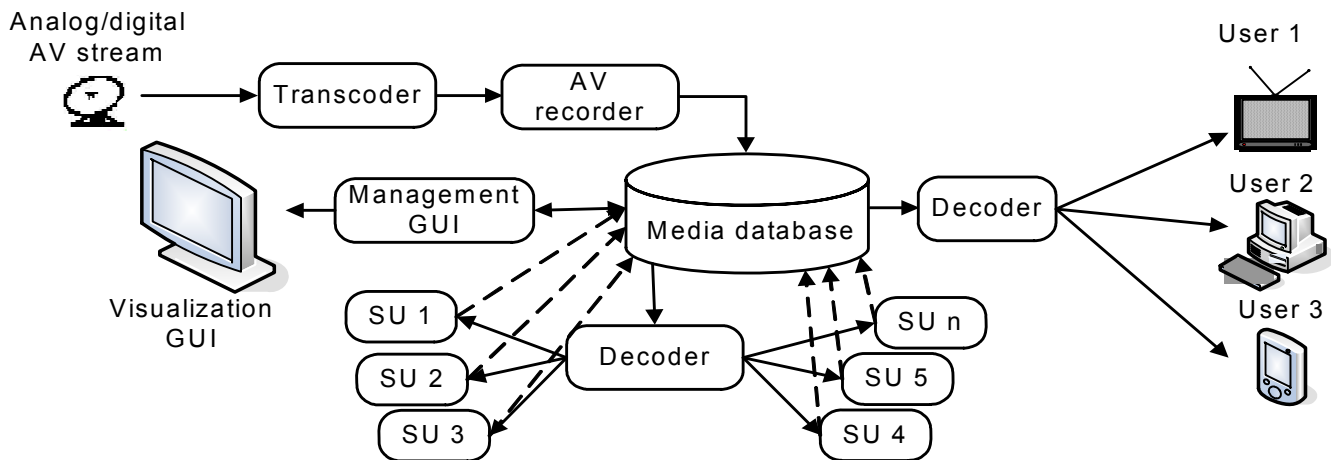 Analog/digital
AV stream
User 1
Transcoder
AV
recorder
Management
GUI
Media database
Decoder
User 2
Visualization
GUI
SU 1
SU 2
SU 3
Decoder
SU n
SU 5
SU 4
User 3